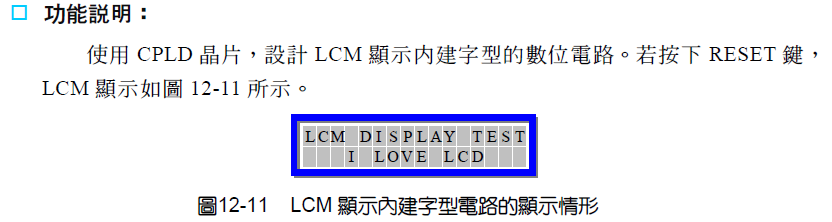 功能説明：
使用 CPLD 晶片，設計 LCM 顯示内建字型的數位電路。若按下 RESET 鍵，
LCM 顯示如圖 12-11 所示。
LCM DISPLAY TEST
I LOVE LCD
圖12-11 LCM 顯示內建字型電路的顯示情形